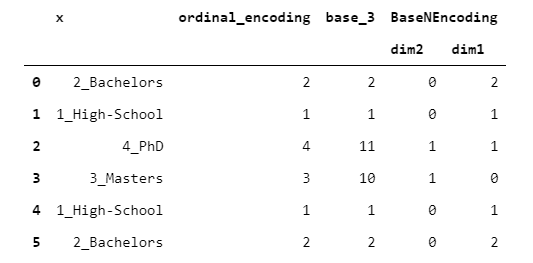 x ordinal_encoding base_3 BaseNEncoding
dim2 dim1
0 2_Bachelors 2 2 0 2
1 1_High-School 1 1 0 1
2 4_PhD 4 11 1 1
3 3_Masters 3 10 1 0
4 1_High-School 1 1 0 1
5 2_Bachelors 2 2 0 2